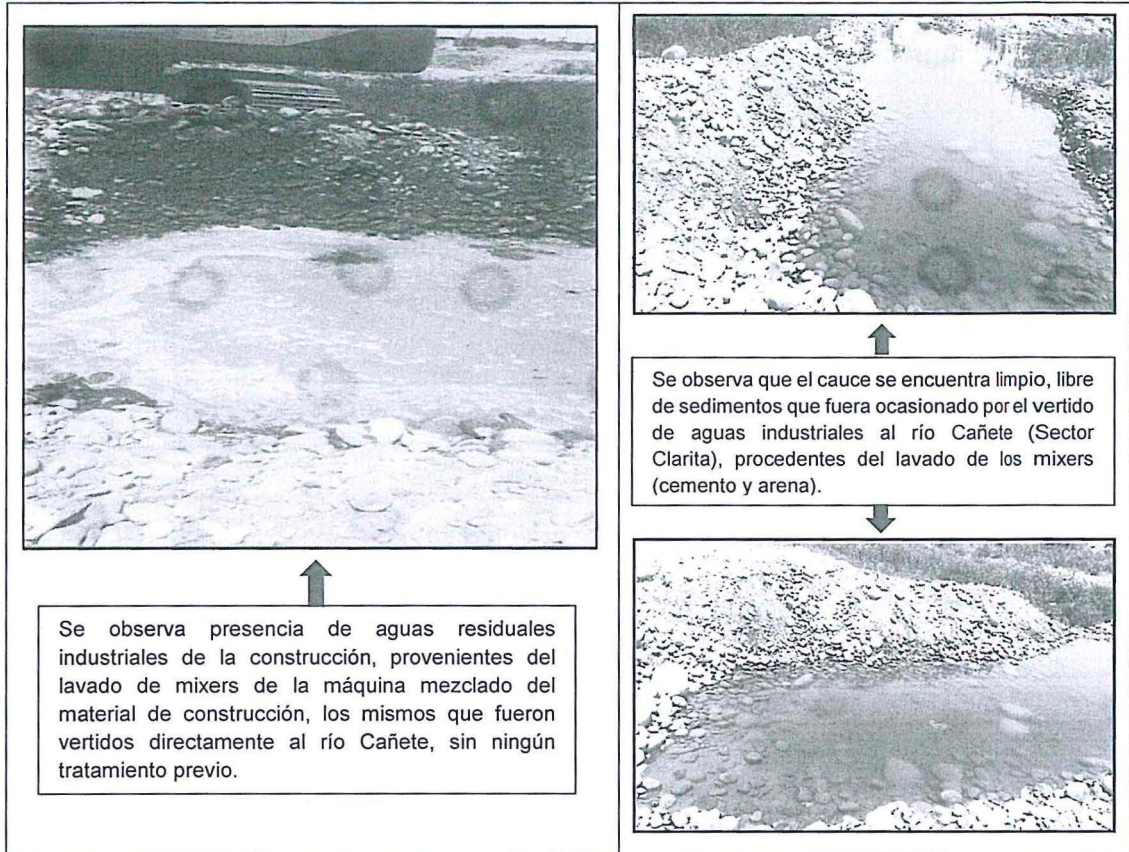 Se observa presencia de aguas residuales
industriales de la construcción, provenientes del
lavado de mixers de la máquina mezclado del
material de construcción, los mismos que fueron
vertidos directamente al río Cañete, sin ningún
tratamiento previo.
Se observa que el cauce se encuentra limpio, libre
de sedimentos que fuera ocasionado por el vertido
de aguas industriales al río Cañete (Sector
Clarita), procedentes del lavado de los mixers
(cemento y arena).